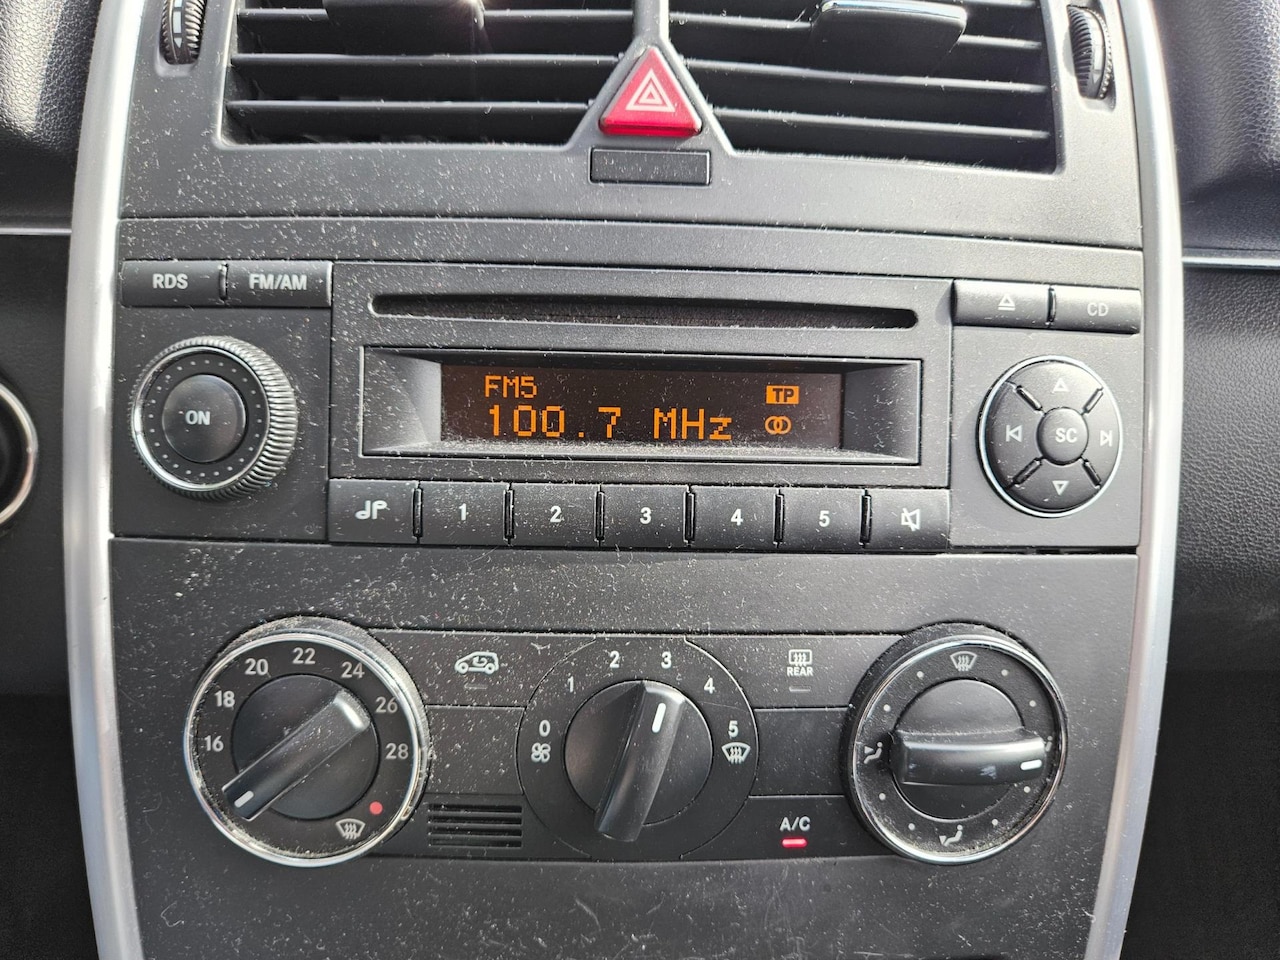 RDS FM/AM CD
ON
FM5 TP
100.7 MHz
SC
1 2 3 4 5
16 18 20 22 24 26 28
0 1 2 3 4 5
REAR
A/C